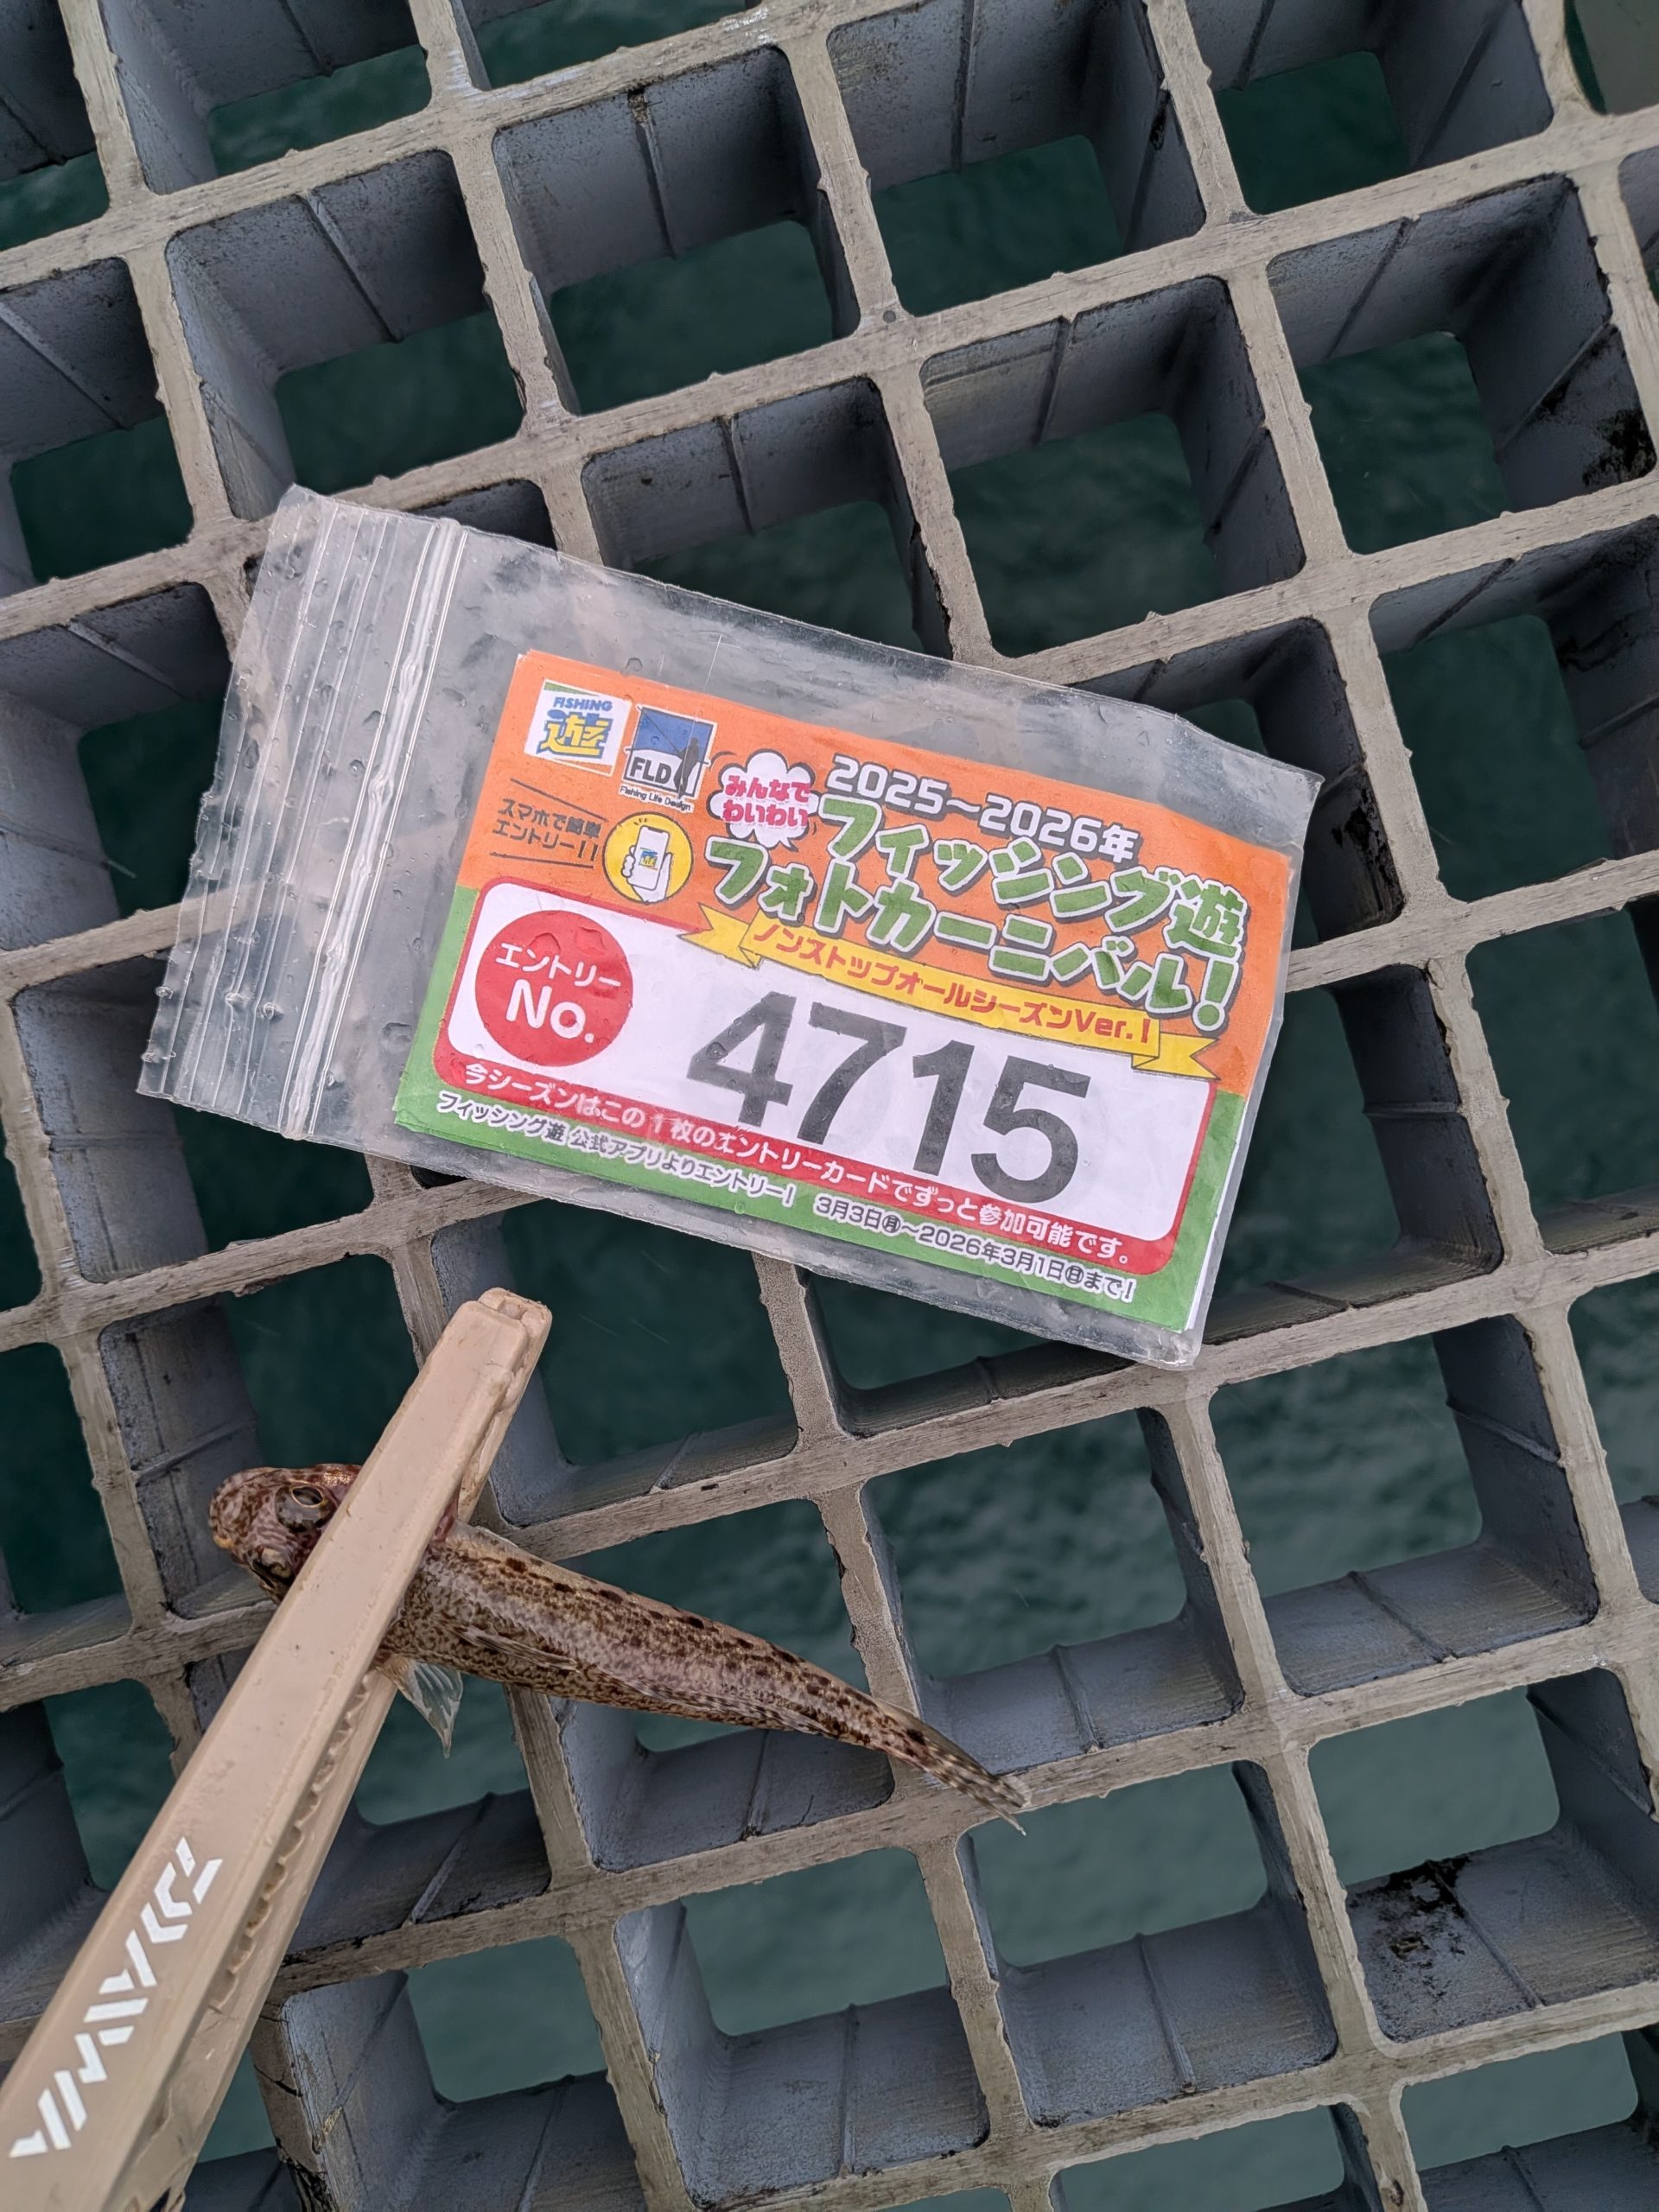 FISHING
遊
FLD
Fishing Life Design
みんなで
わいわい
2025～2026年
フィッシング遊
フォトカーニバル!
スマホで簡単
エントリー!!
ノンストップオールシーズンVer.1
エントリー
No.
4715
今シーズンはこの1枚のエントリーカードでずっと参加可能です。
フィッシング遊 公式アプリよりエントリー! 3月3日㊊～2026年3月1日㊐まで!
DAIWA